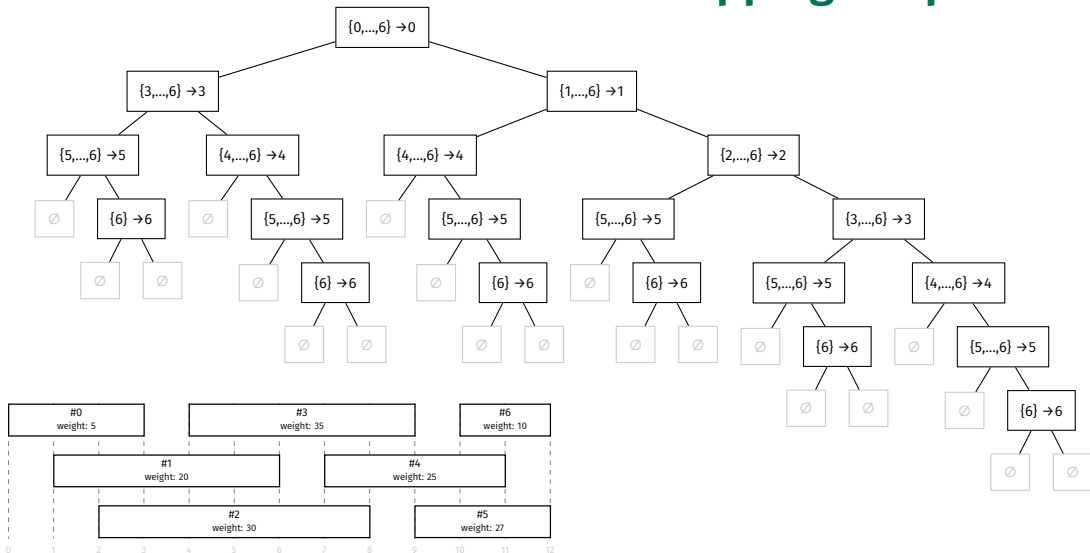 {0,...,6} →0
{3,...,6} →3 {1,...,6} →1
{5,...,6} →5 {4,...,6} →4 {4,...,6} →4 {2,...,6} →2
∅ {6} →6 ∅ {5,...,6} →5 ∅ {5,...,6} →5 {5,...,6} →5 {3,...,6} →3
∅ ∅ ∅ {6} →6 ∅ {6} →6 ∅ {6} →6 {5,...,6} →5 {4,...,6} →4
∅ ∅ ∅ ∅ ∅ ∅ ∅ {6} →6 ∅ {5,...,6} →5
∅ ∅ ∅ {6} →6
∅ ∅
#0
weight: 5
#3
weight: 35
#6
weight: 10
#1
weight: 20
#4
weight: 25
#2
weight: 30
#5
weight: 27
0 1 2 3 4 5 6 7 8 9 10 11 12